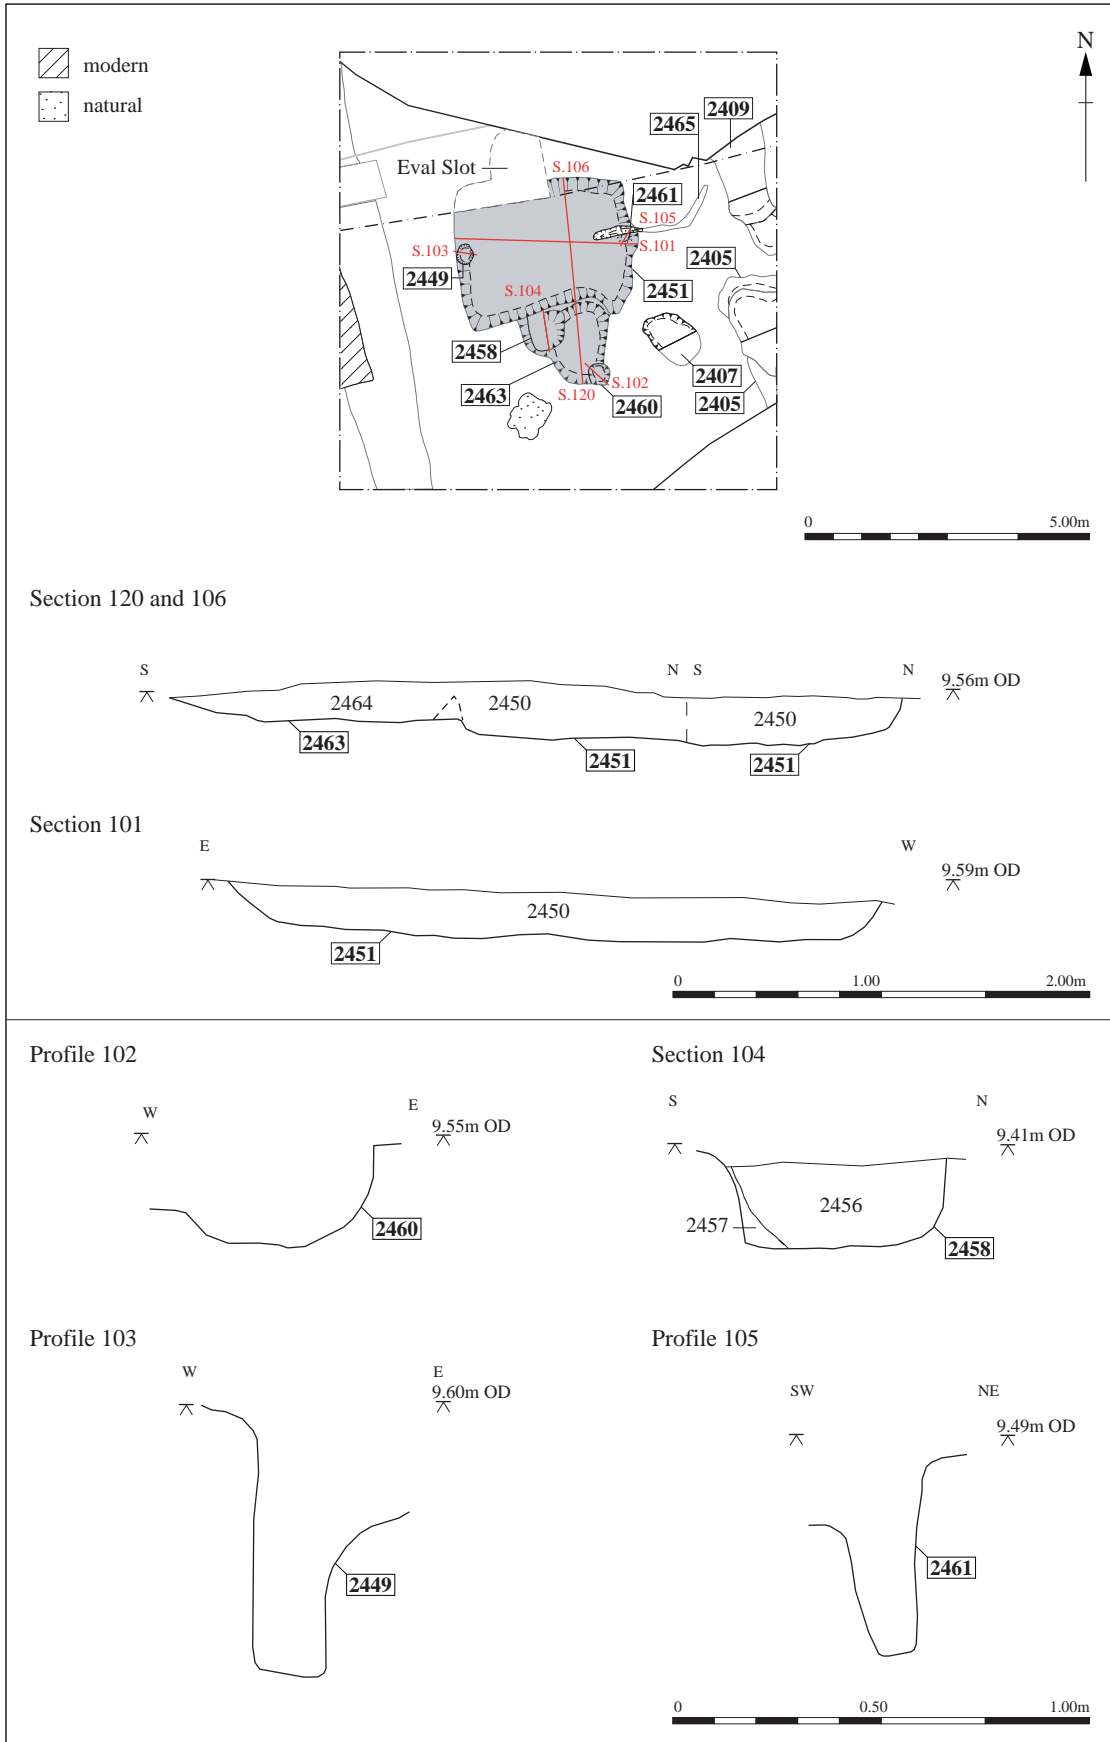 modern
natural
N
2409
2465
Eval Slot
S.106
2461
S.105
S.101
S.103
2449
2405
S.104
2451
2458
2407
2463
S.102
2405
S.120
2460
0 5.00m
Section 120 and 106
S N S N
9.56m OD
2464 2450 2450
2463
2451 2451
Section 101
E W
9.59m OD
2450
2451
0 1.00 2.00m
Profile 102
W E
9.55m OD
2460
Section 104
S N
9.41m OD
2456
2457
2458
Profile 103
W E
9.60m OD
2449
Profile 105
SW NE
9.49m OD
2461
0 0.50 1.00m